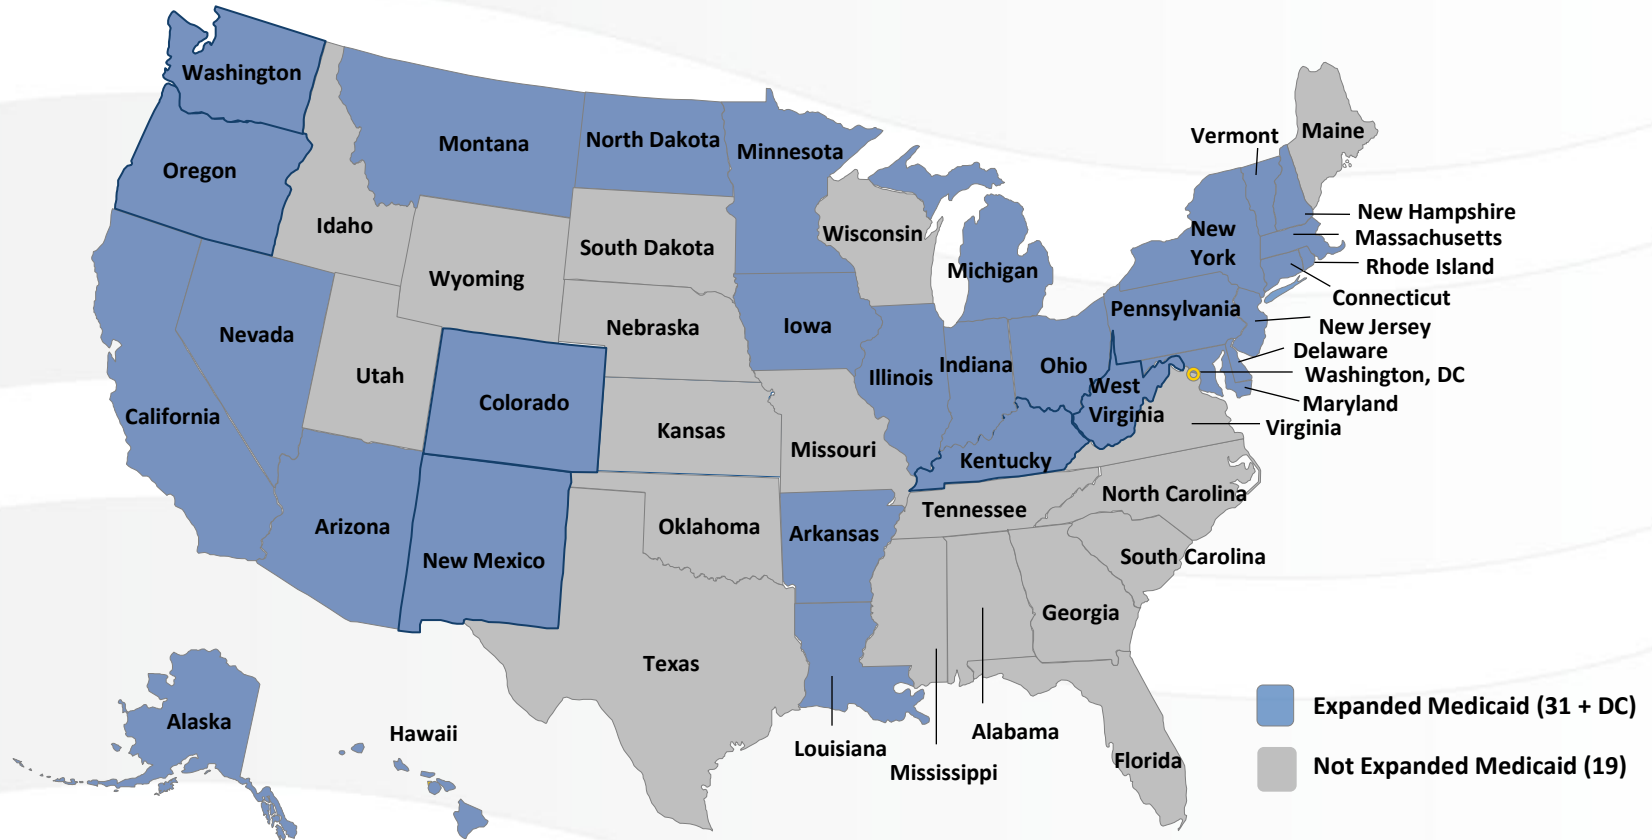 Washington
Oregon
Idaho
Montana
North Dakota
Minnesota
Vermont
Maine
South Dakota
Wisconsin
Michigan
New
York
New Hampshire
Massachusetts
Rhode Island
Connecticut
New Jersey
Delaware
Washington, DC
Maryland
Virginia
Wyoming
Nevada
Nebraska
Iowa
Pennsylvania
Utah
Colorado
Illinois
Indiana
Ohio
West
Virginia
California
Kansas
Missouri
Kentucky
Arizona
New Mexico
Oklahoma
Arkansas
Tennessee
North Carolina
South Carolina
Georgia
Texas
Alaska
Hawaii
Louisiana
Mississippi
Alabama
Florida
Expanded Medicaid (31 + DC)
Not Expanded Medicaid (19)